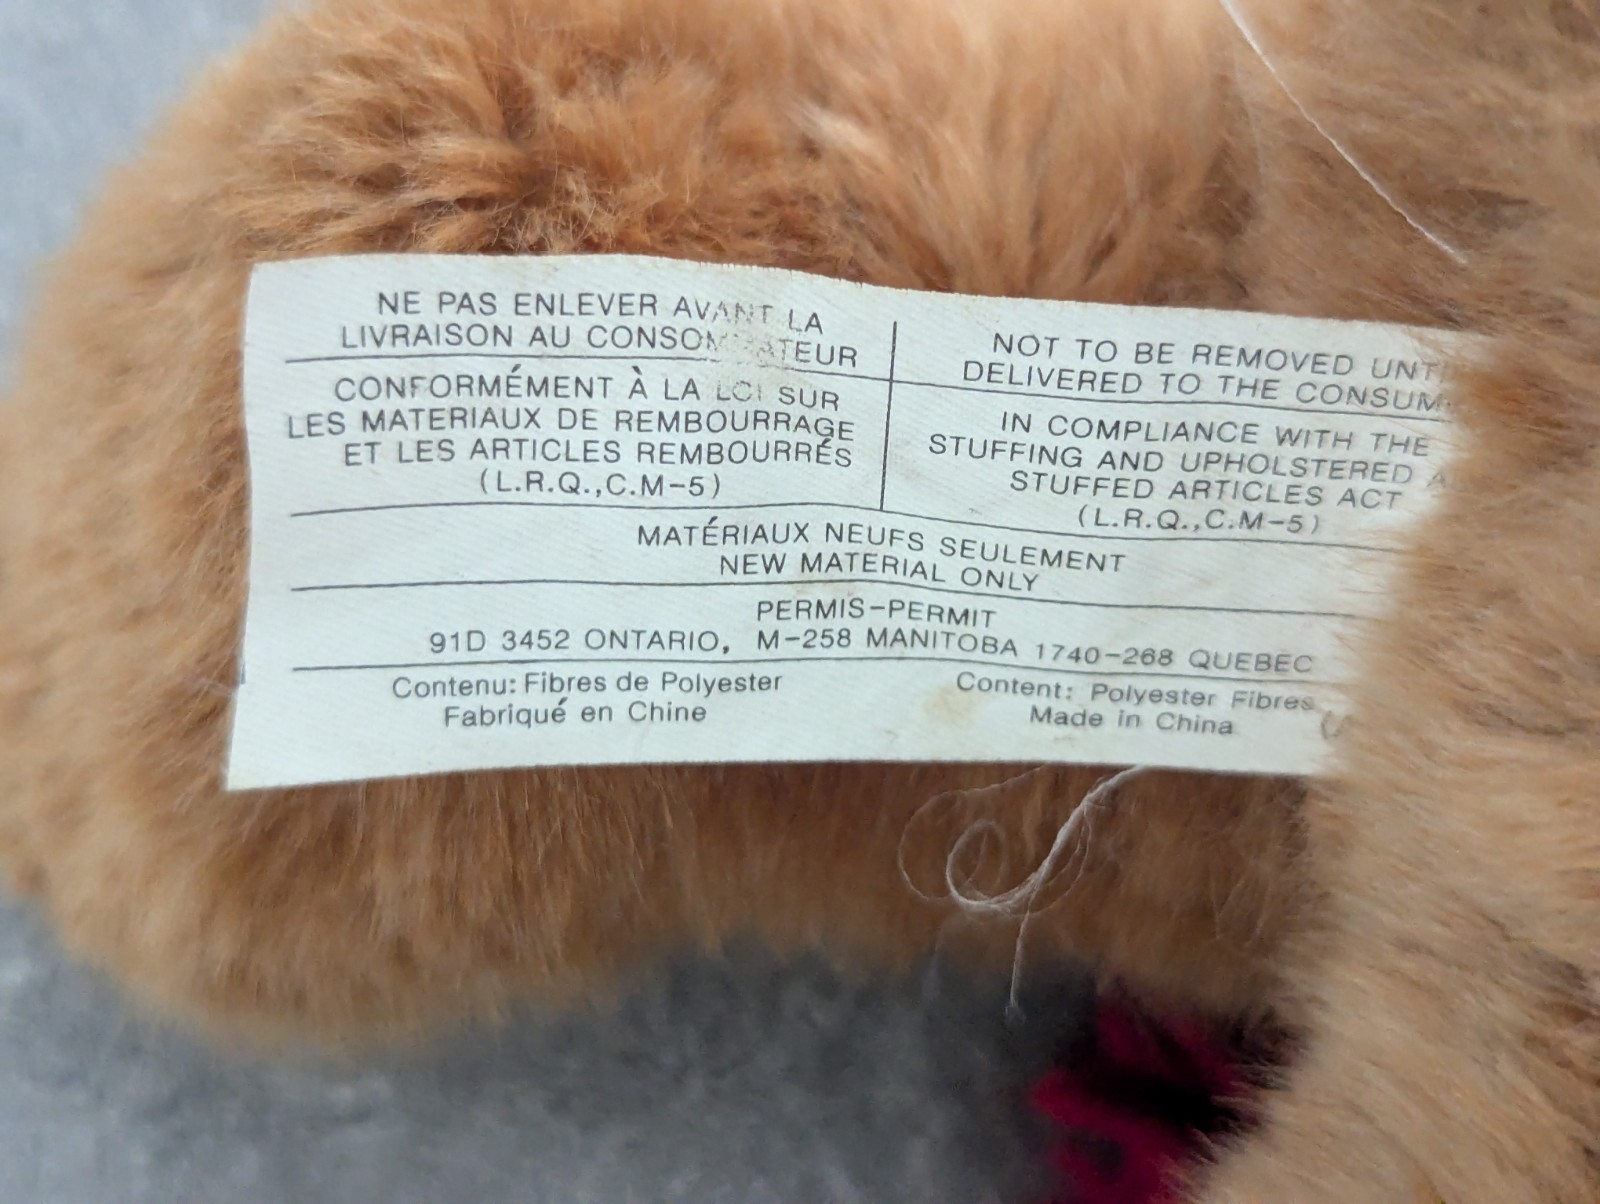 NE PAS ENLEVER AVANT LA
LIVRAISON AU CONSOMMATEUR
CONFORMÉMENT À LA LOI SUR
LES MATERIAUX DE REMBOURRAGE
ET LES ARTICLES REMBOURRÉS
(L.R.Q.,C.M-5)
NOT TO BE REMOVED
DELIVERED TO THE
IN COMPLIANCE WITH THE
STUFFING AND UPHOLSTERED
STUFFED ARTICLES ACT
(L.R.Q.,C.M-5)
MATÉRIAUX NEUFS SEULEMENT
NEW MATERIAL ONLY
PERMIS-PERMIT
91D 3452 ONTARIO, M-258 MANITOBA 1740-268 QUEBEC
Contenu: Fibres de Polyester
Fabriqué en Chine
Content: Polyester Fibres
Made in China